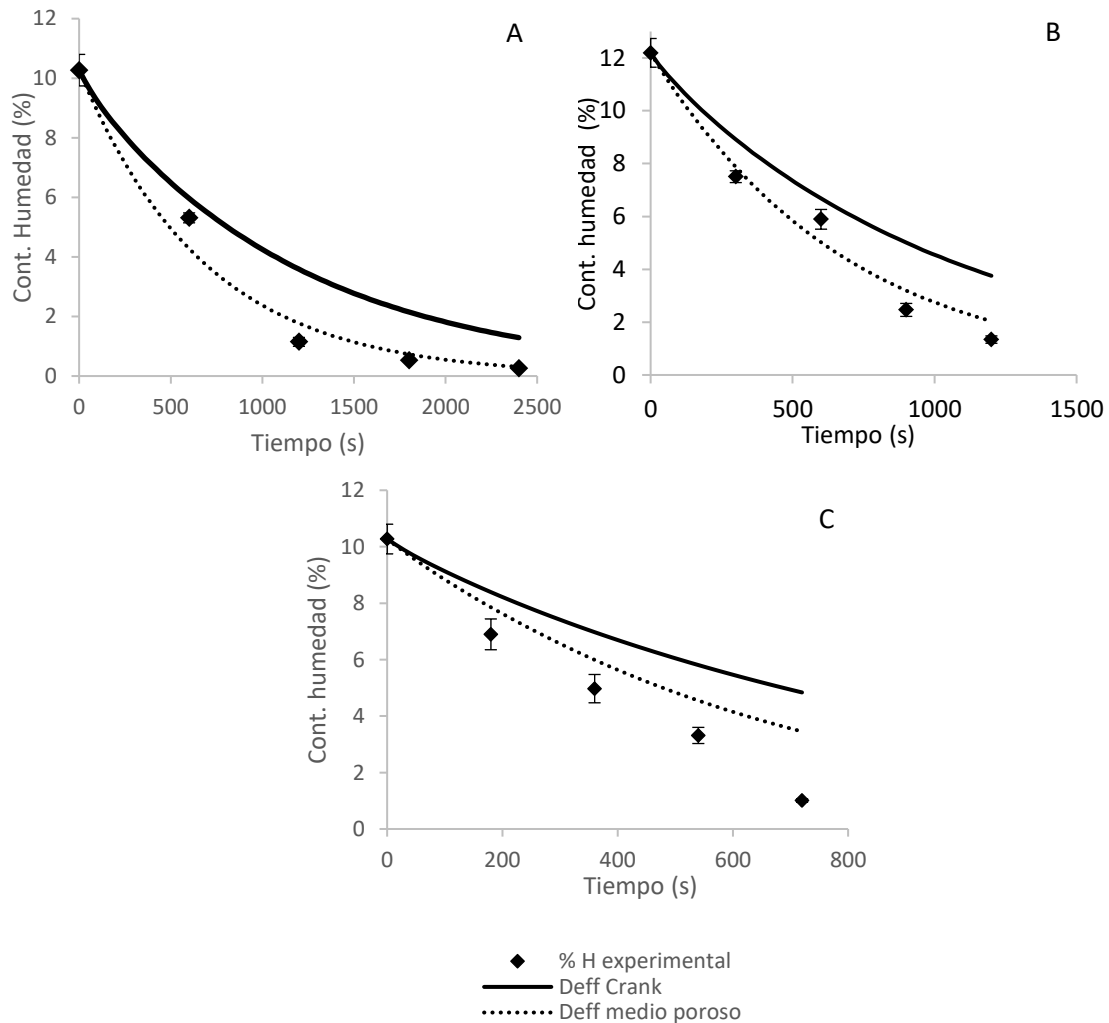 A
12
10
8
6
4
2
0
Cont. Humedad (%)
0 500 1000 1500 2000 2500
Tiempo (s)
B
12
10
8
6
4
2
0
Cont. humedad (%)
0 500 1000 1500
Tiempo (s)
C
12
10
8
6
4
2
0
Cont. humedad (%)
0 200 400 600 800
Tiempo (s)
% H experimental
Deff Crank
Deff medio poroso